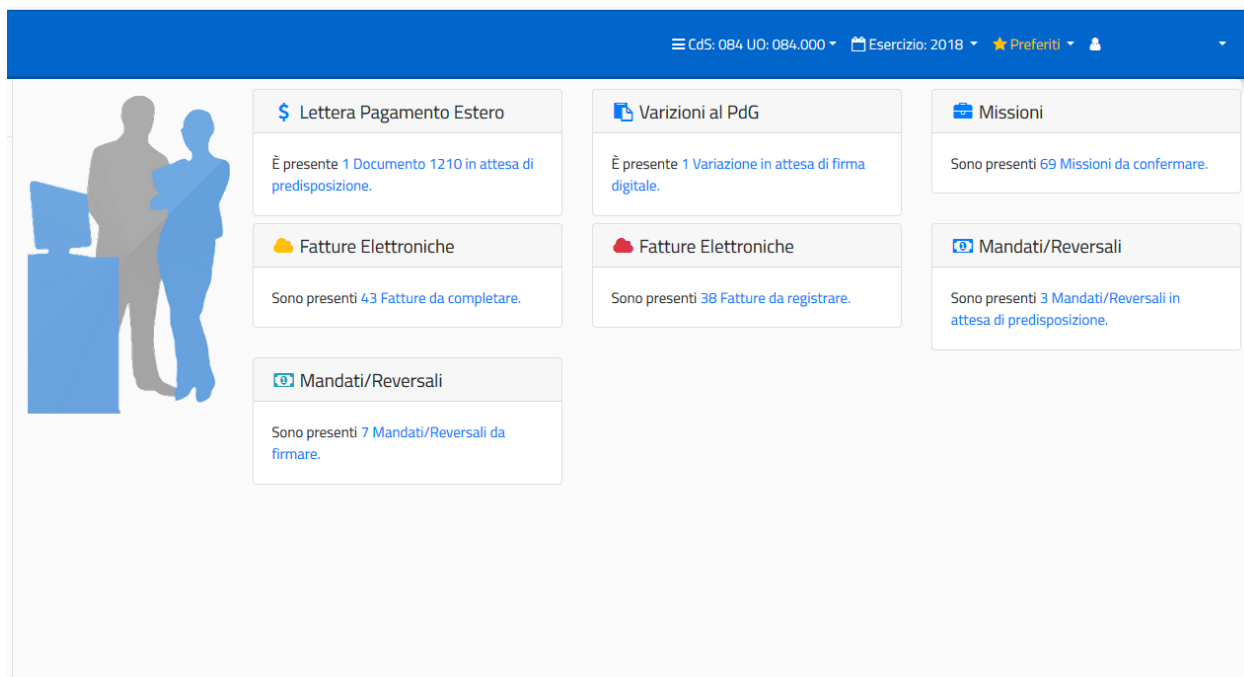 CdS: 084 UO: 084.000 Esercizio: 2018 Preferiti
Lettera Pagamento Estero
È presente 1 Documento 1210 in attesa di
predisposizione.
Varizioni al PdG
È presente 1 Variazione in attesa di firma
digitale.
Missioni
Sono presenti 69 Missioni da confermare.
Fatture Elettroniche
Sono presenti 43 Fatture da completare.
Fatture Elettroniche
Sono presenti 38 Fatture da registrare.
Mandati/Reversali
Sono presenti 3 Mandati/Reversali in
attesa di predisposizione.
Mandati/Reversali
Sono presenti 7 Mandati/Reversali da
firmare.